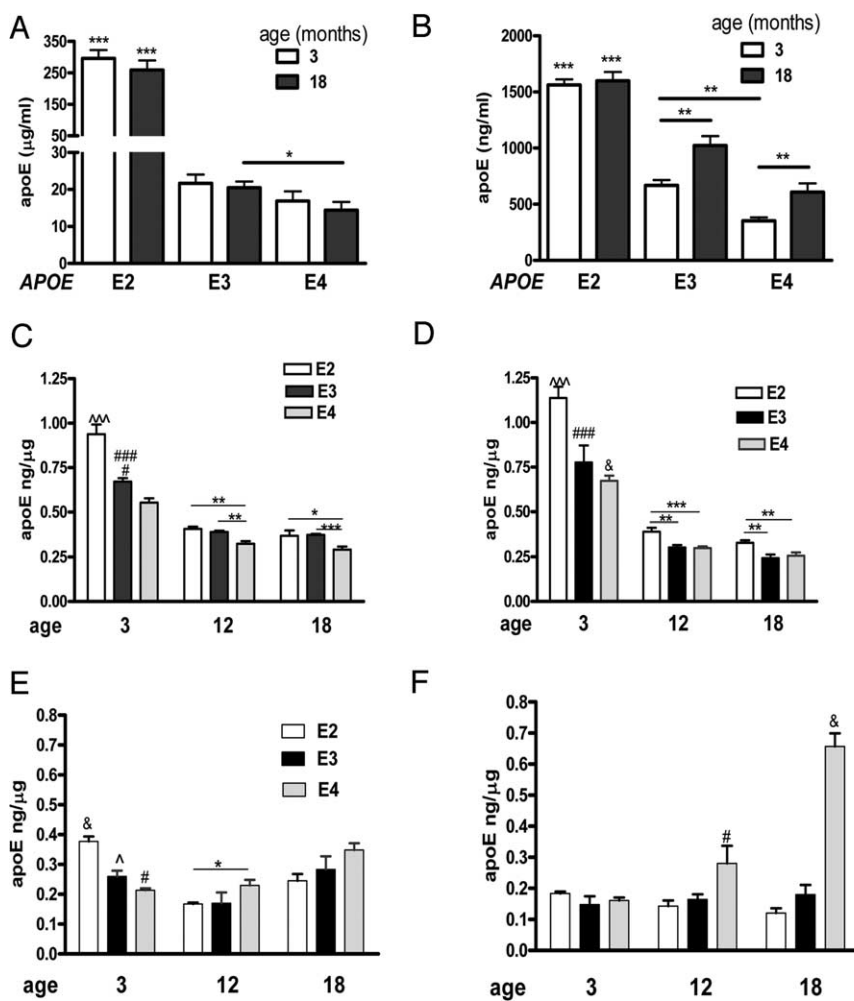 A
B
age (months)
3
18
apoE (µg/ml)
350
250
150
30
20
10
0
***
***
*
APOE
E2
E3
E4
age (months)
3
18
apoE (ng/ml)
2000
1500
1000
500
0
***
***
**
**
**
APOE
E2
E3
E4
C
E2
E3
E4
apoE ng/µg
1.25
1.00
0.75
0.50
0.25
0.00
^^^
###
#
**
**
*
***
age
3
12
18
D
E2
E3
E4
apoE ng/µg
1.25
1.00
0.75
0.50
0.25
0.00
^^^
###
&
***
**
**
**
age
3
12
18
E
E2
E3
E4
apoE ng/µg
0.8
0.7
0.6
0.5
0.4
0.3
0.2
0.1
0.0
&
^
#
*
age
3
12
18
F
apoE ng/µg
0.8
0.7
0.6
0.5
0.4
0.3
0.2
0.1
0.0
#
&
age
3
12
18